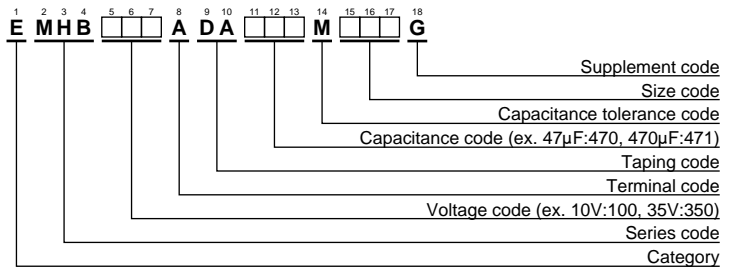 1 2 3 4 5 6 7 8 9 10 11 12 13 14 15 16 17 18
E MHB □□□ A DA □□□ M □□□ G
Supplement code
Size code
Capacitance tolerance code
Capacitance code (ex. 47μF:470, 470μF:471)
Taping code
Terminal code
Voltage code (ex. 10V:100, 35V:350)
Series code
Category